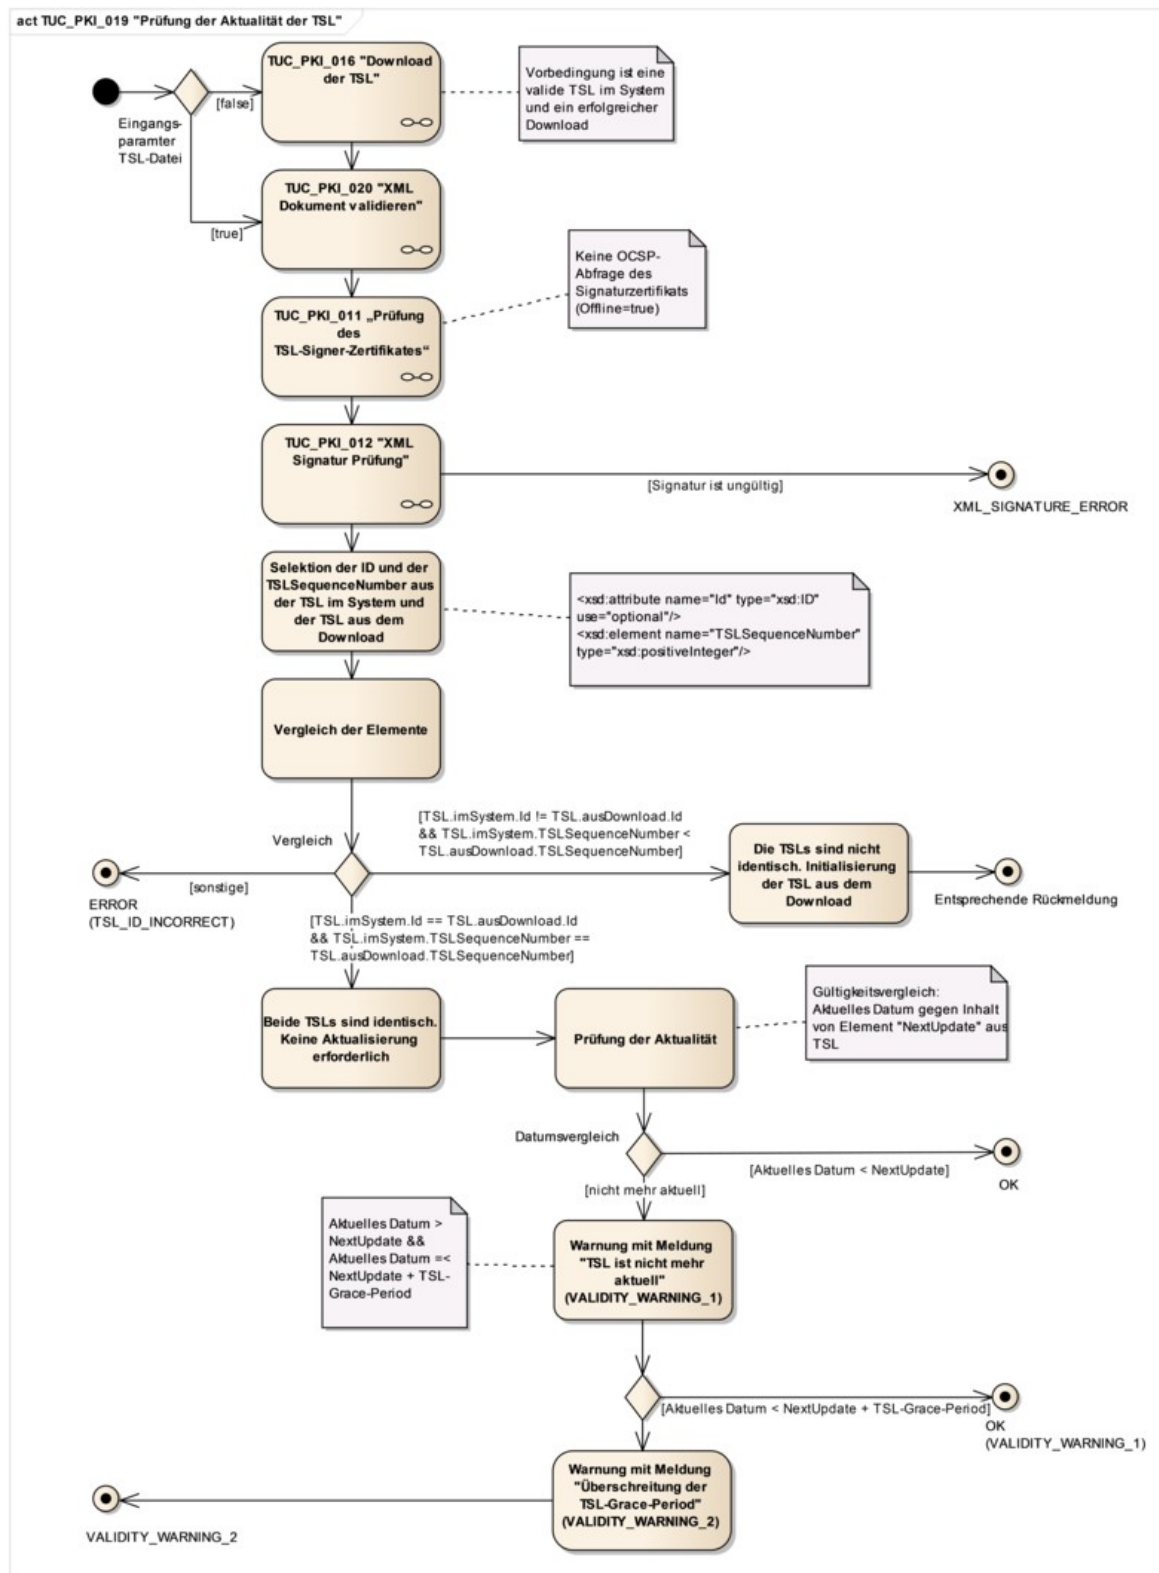 act TUC_PKI_019 "Prüfung der Aktualität der TSL"
TUC_PKI_016 "Download
der TSL"
Vorbedingung ist eine
valide TSL im System
und ein erfolgreicher
Download
[false]
Eingangs-
paramter
TSL-Datei
TUC_PKI_020 "XML
Dokument validieren"
[true]
Keine OCSP-
Abfrage des
Signaturzertifikats
(Offline=true)
TUC_PKI_011 „Prüfung
des
TSL-Signer-Zertifikates“
TUC_PKI_012 "XML
Signatur Prüfung"
[Signatur ist ungültig]
XML_SIGNATURE_ERROR
Selektion der ID und der
TSLSequenceNumber aus
der TSL im System und
der TSL aus dem
Download
<xsd:attribute name="Id" type="xsd:ID"
use="optional"/>
<xsd:element name="TSLSequenceNumber"
type="xsd:positiveInteger"/>
Vergleich der Elemente
Vergleich
[TSL.imSystem.Id != TSL.ausDownload.Id
&& TSL.imSystem.TSLSequenceNumber <
TSL.ausDownload.TSLSequenceNumber]
Die TSLs sind nicht
identisch. Initialisierung
der TSL aus dem
Download
Entsprechende Rückmeldung
[sonstige]
ERROR
(TSL_ID_INCORRECT)
[TSL.imSystem.Id == TSL.ausDownload.Id
&& TSL.imSystem.TSLSequenceNumber ==
TSL.ausDownload.TSLSequenceNumber]
Beide TSLs sind identisch.
Keine Aktualisierung
erforderlich
Prüfung der Aktualität
Gültigkeitsvergleich:
Aktuelles Datum gegen Inhalt
von Element "NextUpdate" aus
TSL
Datumsvergleich
[Aktuelles Datum < NextUpdate]
OK
[nicht mehr aktuell]
Aktuelles Datum >
NextUpdate &&
Aktuelles Datum =<
NextUpdate + TSL-
Grace-Period
Warnung mit Meldung
"TSL ist nicht mehr
aktuell"
(VALIDITY_WARNING_1)
[Aktuelles Datum < NextUpdate + TSL-Grace-Period]
OK
(VALIDITY_WARNING_1)
Warnung mit Meldung
"Überschreitung der
TSL-Grace-Period"
(VALIDITY_WARNING_2)
VALIDITY_WARNING_2